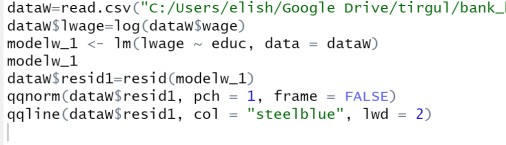 dataW=read.csv("C:/Users/elish/Google Drive/tirgul/bank_
dataW$lwage=log(dataW$wage)
modelw_1 <- lm(lwage ~ educ, data = dataW)
modelw_1
dataW$resid1=resid(modelw_1)
qqnorm(dataW$resid1, pch = 1, frame = FALSE)
qqline(dataW$resid1, col = "steelblue", lwd = 2)